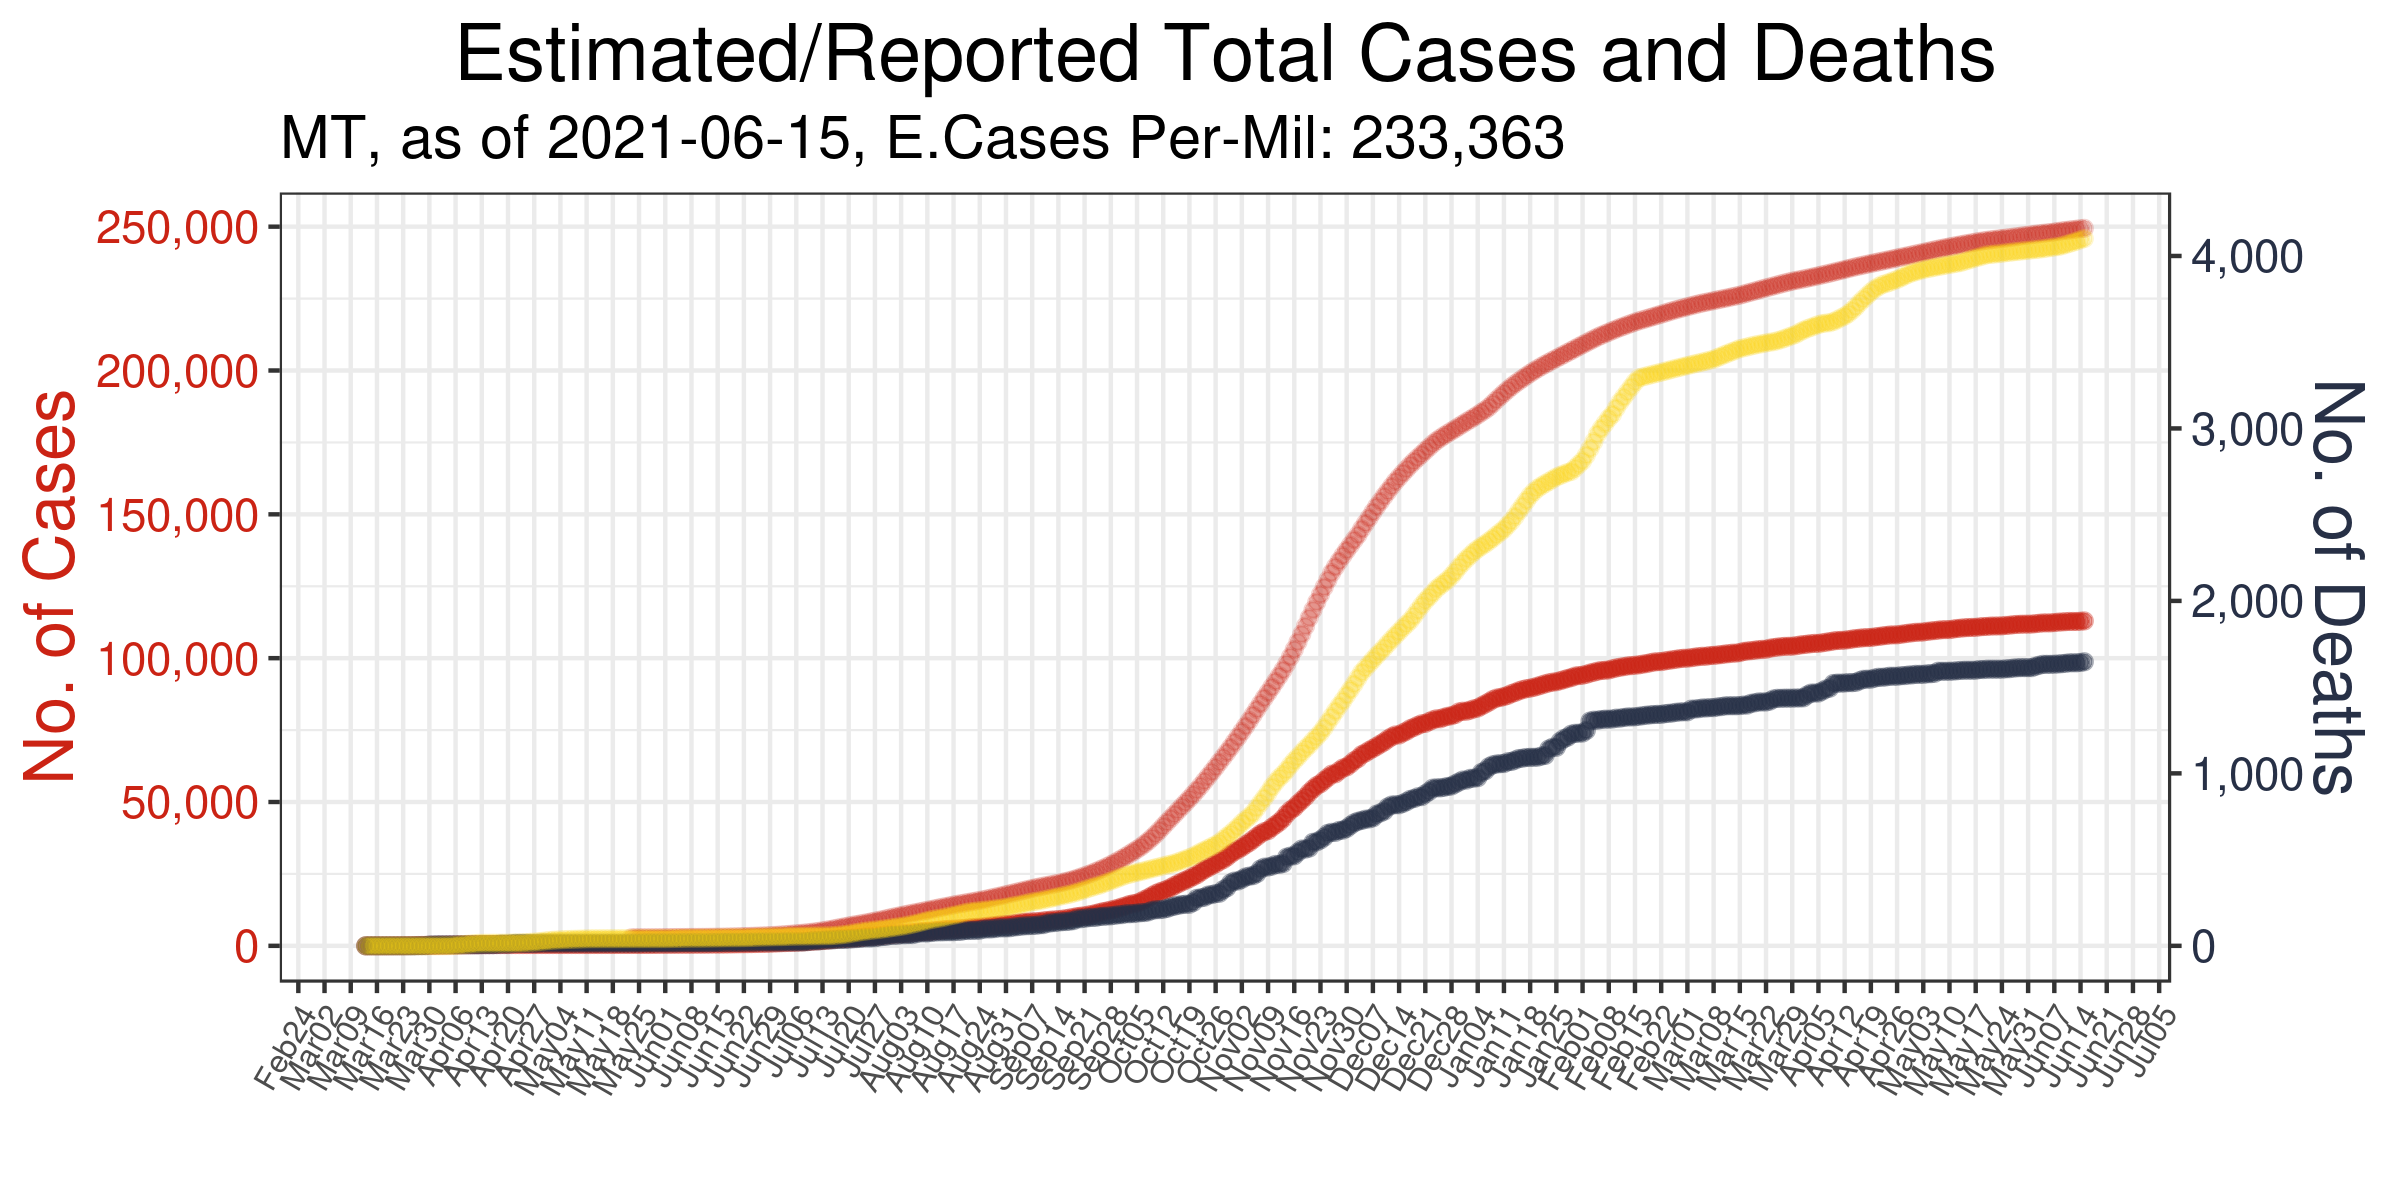 Estimated/Reported Total Cases and Deaths
MT, as of 2021-06-15, E.Cases Per-Mil: 233,363
No. of Cases
250,000
200,000
150,000
100,000
50,000
0
4,000
3,000
2,000
1,000
0
No. of Deaths
Feb24
Mar02
Mar09
Mar16
Mar23
Mar30
Apr06
Apr13
Apr20
Apr27
May04
May11
May18
May25
Jun01
Jun08
Jun15
Jun22
Jun29
Jul06
Jul13
Jul20
Jul27
Aug03
Aug10
Aug17
Aug24
Aug31
Sep07
Sep14
Sep21
Sep28
Oct05
Oct12
Oct19
Oct26
Nov02
Nov09
Nov16
Nov23
Nov30
Dec07
Dec14
Dec21
Dec28
Jan04
Jan11
Jan18
Jan25
Feb01
Feb08
Feb15
Feb22
Mar01
Mar08
Mar15
Mar22
Mar29
Apr05
Apr12
Apr19
Apr26
May03
May10
May17
May24
May31
Jun07
Jun14
Jun21
Jun28
Jul05